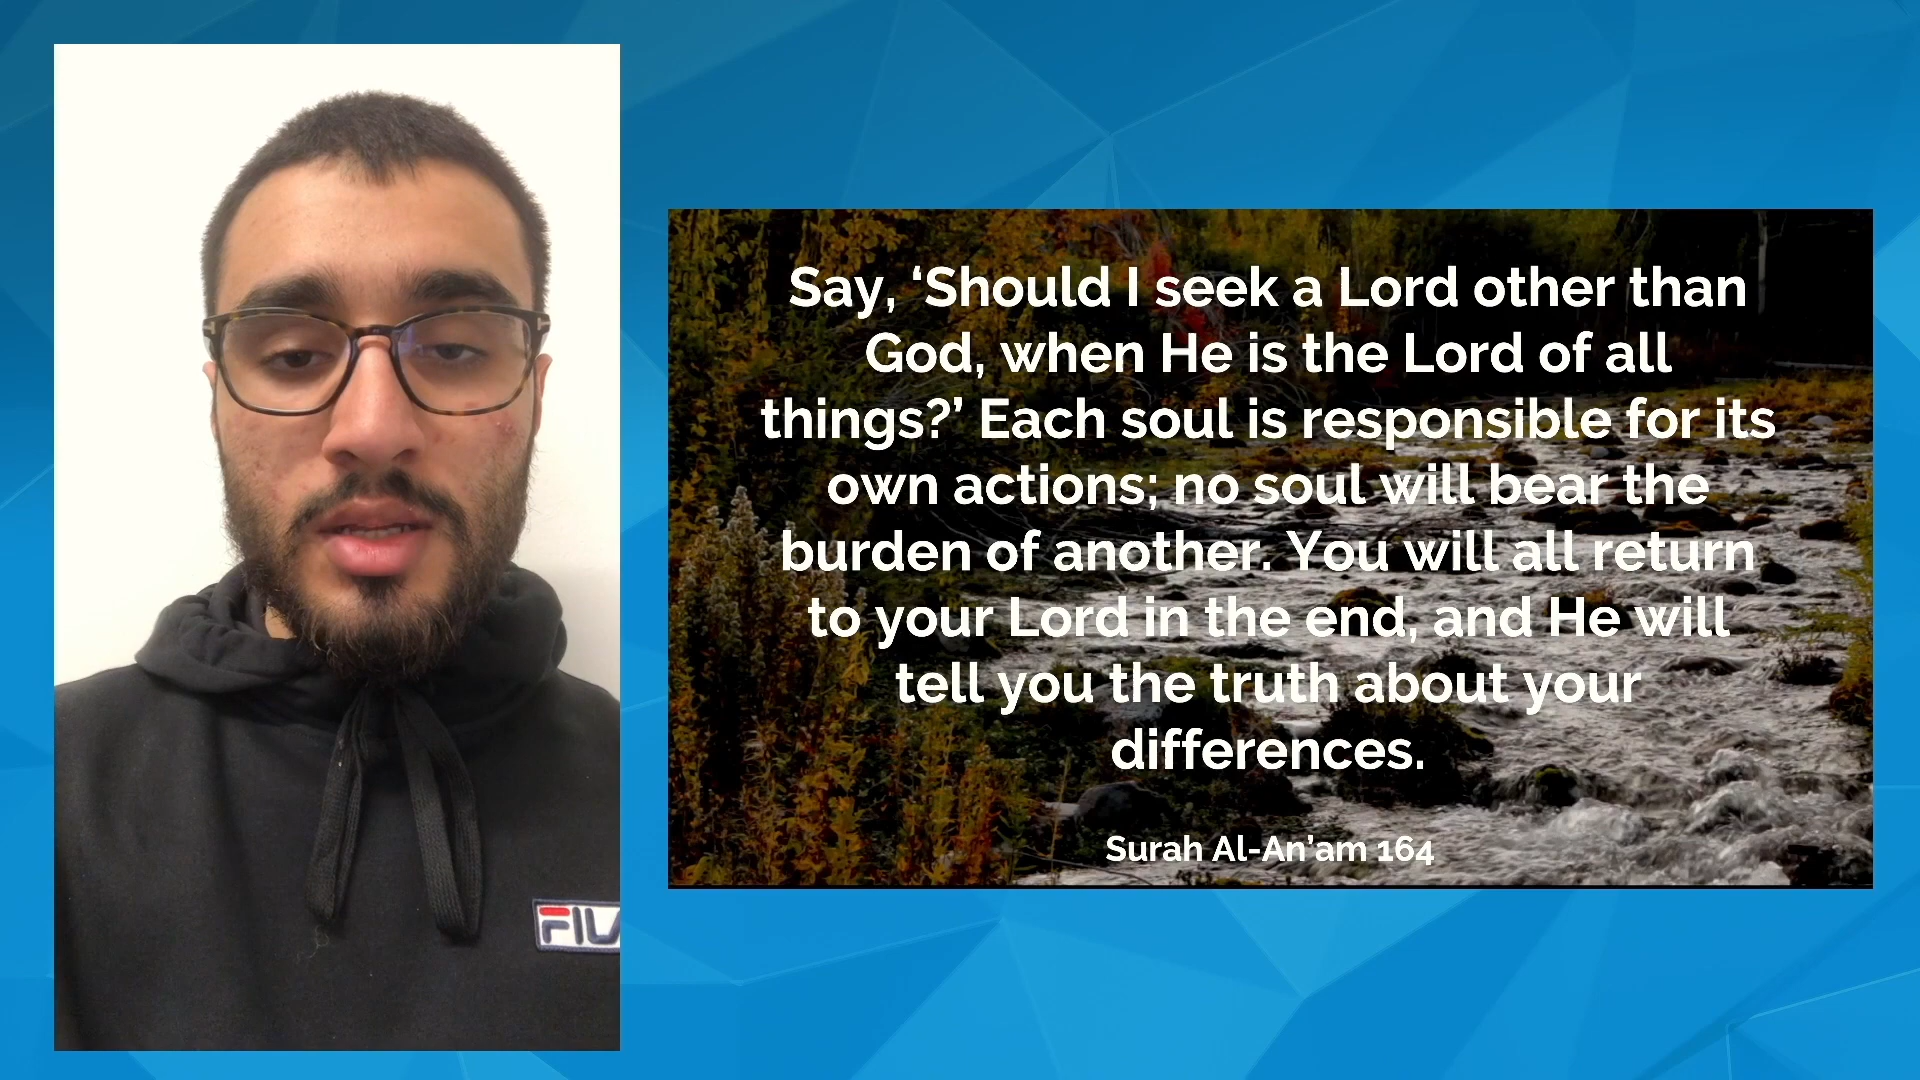 Say, ‘Should I seek a Lord other than
God, when He is the Lord of all
things?’ Each soul is responsible for its
own actions; no soul will bear the
burden of another. You will all return
to your Lord in the end, and He will
tell you the truth about your
differences.
Surah Al-An’am 164